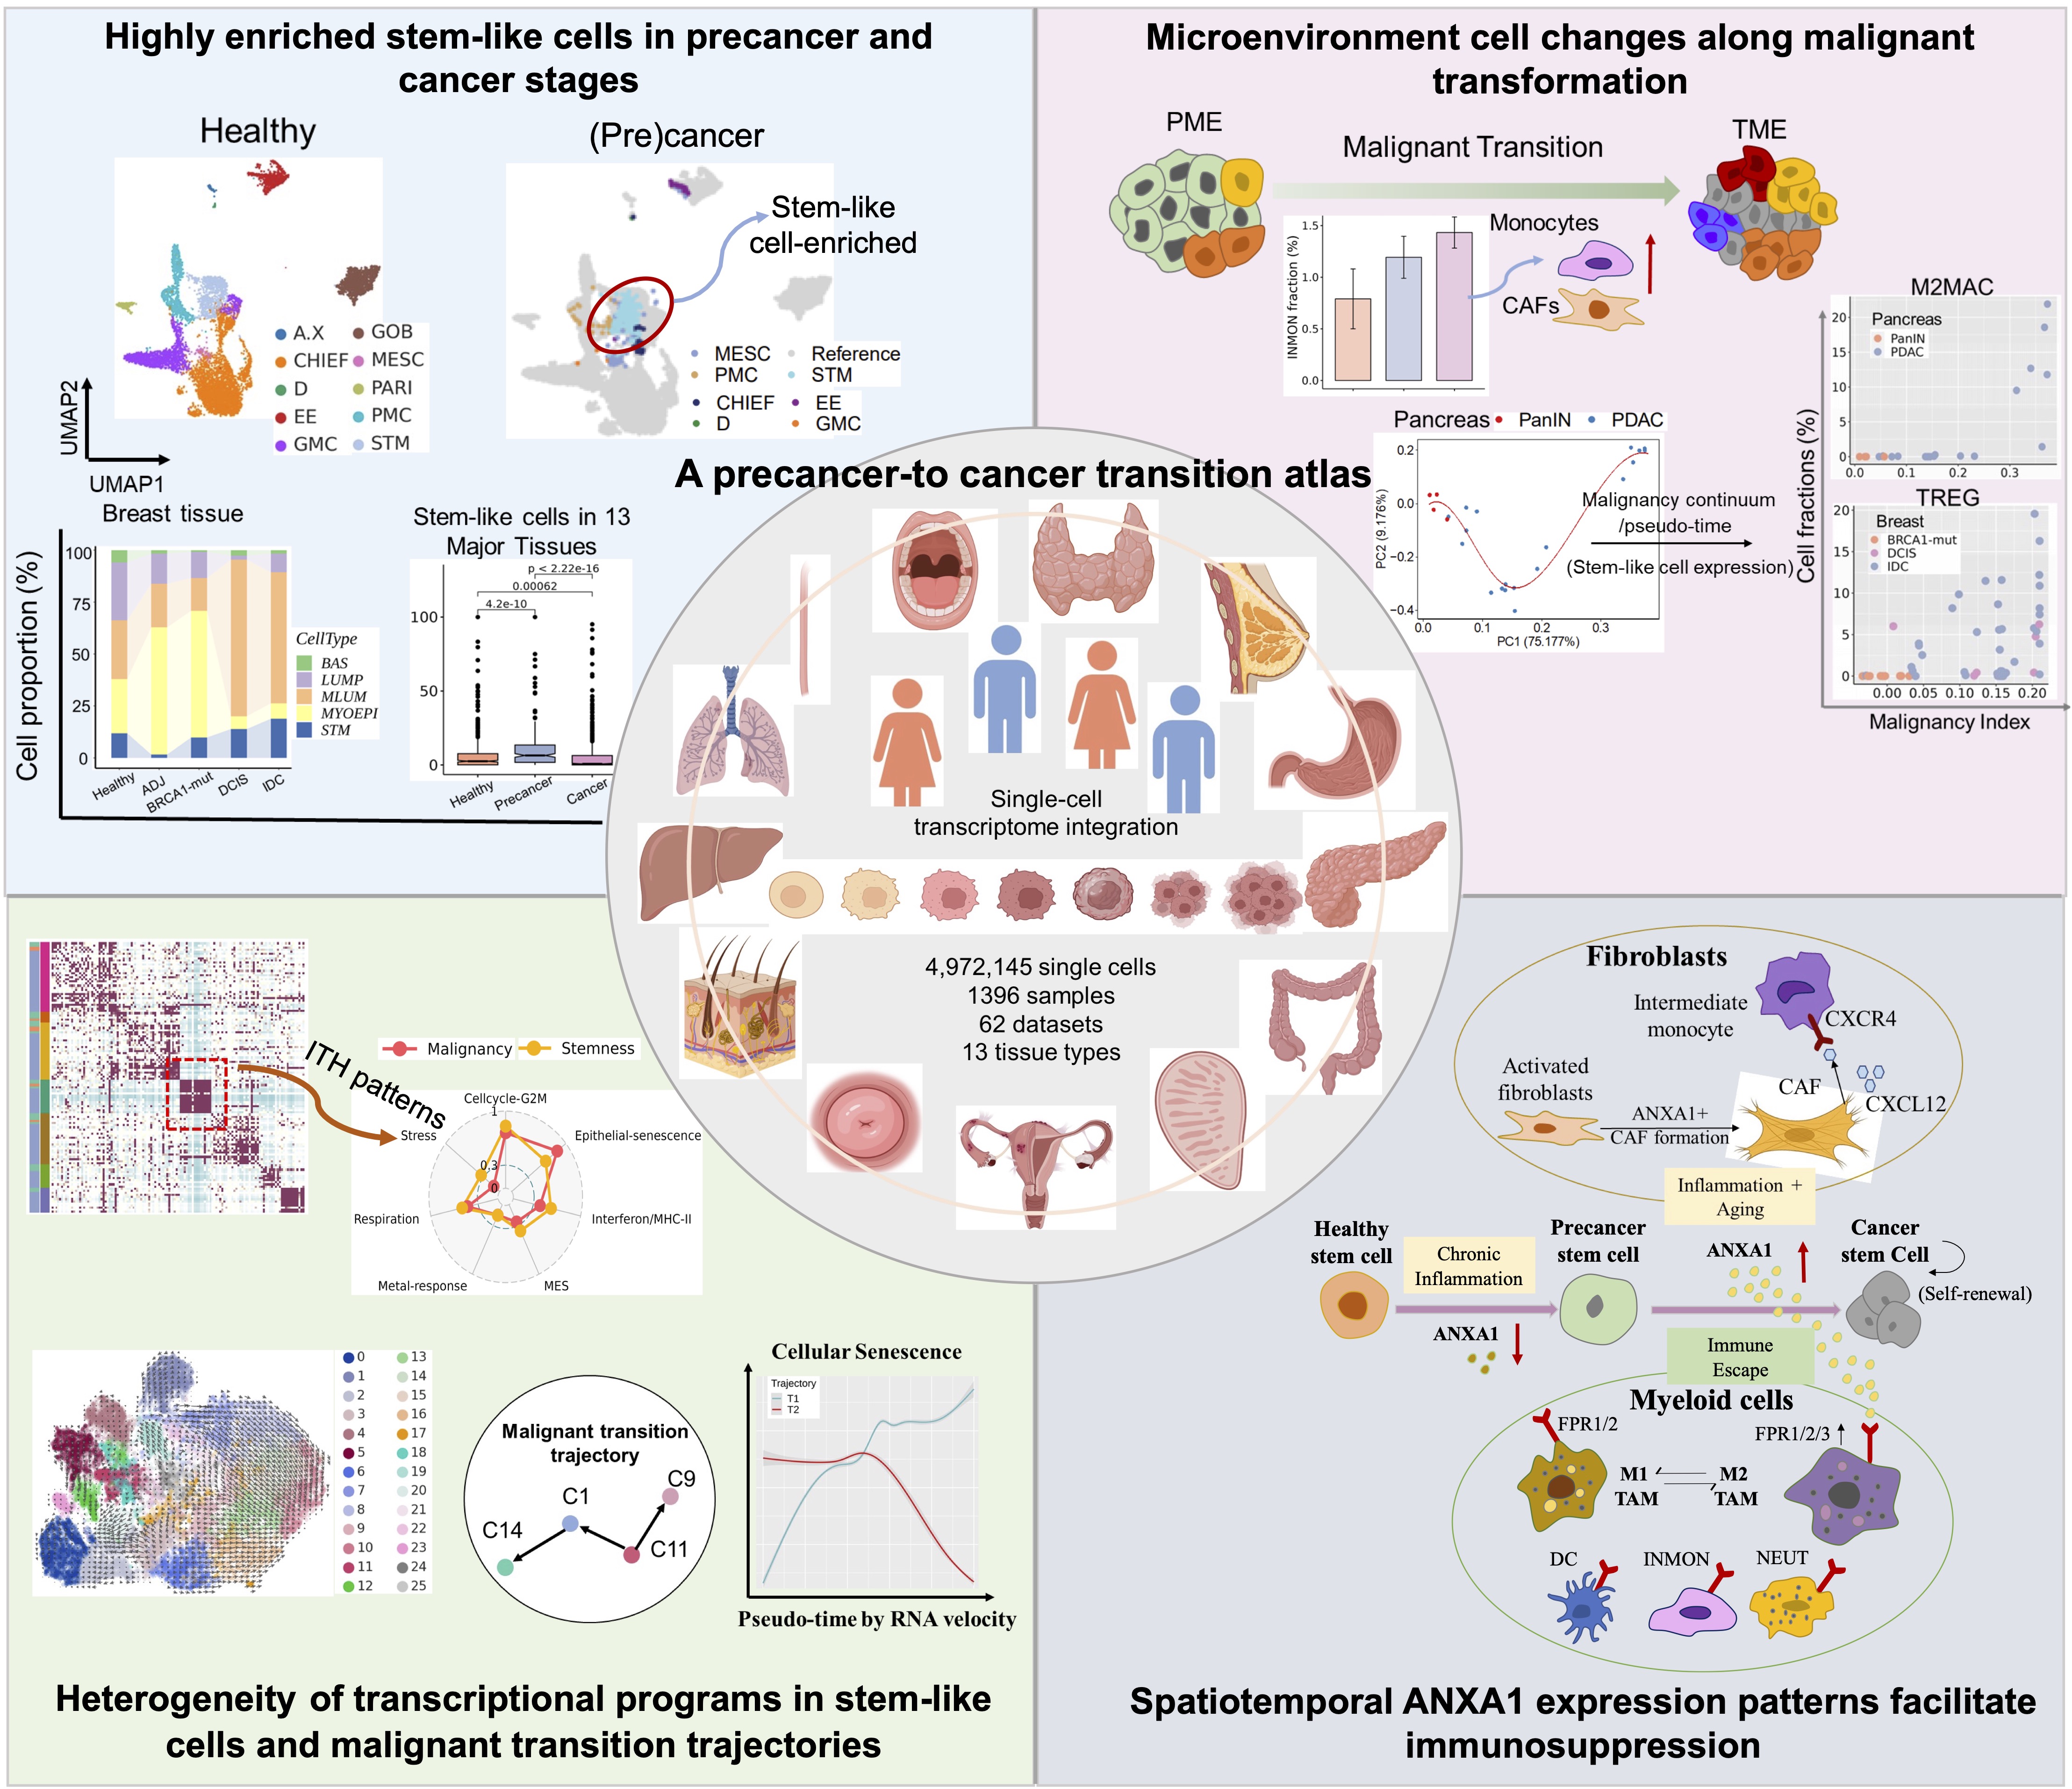 Highly enriched stem-like cells in precancer and
cancer stages
Healthy
(Pre)cancer
Stem-like
cell-enriched
A.X
CHIEF
D
EE
GMC
GOB
MESC
PARI
PMC
STM
MESC
PMC
CHIEF
D
Reference
STM
EE
GMC
UMAP2
UMAP1
Breast tissue
Cell proportion (%)
100
75
50
25
0
Healthy
ADJ
BRCA1-mut
DCIS
IDC
CellType
BAS
LUMP
MLUM
MYOEPI
STM
Stem-like cells in 13
Major Tissues
p < 2.22e-16
0.00062
4.2e-10
100
50
0
Healthy
Precancer
Cancer
Microenvironment cell changes along malignant
transformation
PME
Malignant Transition
TME
INMON fraction (%)
1.5
1.0
0.5
0.0
Monocytes
CAFs
Pancreas
PanIN
PDAC
PC2 (9.176%)
0.2
0.0
−0.2
−0.4
0.0
0.1
0.2
0.3
PC1 (75.177%)
Malignancy continuum
/pseudo-time
(Stem-like cell expression)
Cell fractions (%)
M2MAC
Pancreas
PanIN
PDAC
20
15
10
5
0
0.0
0.1
0.2
0.3
TREG
Breast
BRCA1-mut
DCIS
IDC
20
15
10
5
0
0.00
0.05
0.10
0.15
0.20
Malignancy Index
A precancer-to cancer transition atlas
Single-cell
transcriptome integration
4,972,145 single cells
1396 samples
62 datasets
13 tissue types
ITH patterns
Malignancy
Stemness
Cellcycle-G2M
Epithelial-senescence
Interferon/MHC-II
MES
Metal-response
Respiration
Stress
1
0.3
0
0
1
2
3
4
5
6
7
8
9
10
11
12
13
14
15
16
17
18
19
20
21
22
23
24
25
Malignant transition
trajectory
C9
C1
C14
C11
Cellular Senescence
Trajectory
T1
T2
Pseudo-time by RNA velocity
Heterogeneity of transcriptional programs in stem-like
cells and malignant transition trajectories
Fibroblasts
Intermediate
monocyte
CXCR4
Activated
fibroblasts
CAF
CXCL12
ANXA1+
CAF formation
Inflammation +
Aging
Healthy
stem cell
Chronic
Inflammation
Precancer
stem cell
ANXA1
Cancer
stem Cell
(Self-renewal)
ANXA1
Immune
Escape
Myeloid cells
FPR1/2
FPR1/2/3
M1
TAM
M2
TAM
DC
INMON
NEUT
Spatiotemporal ANXA1 expression patterns facilitate
immunosuppression